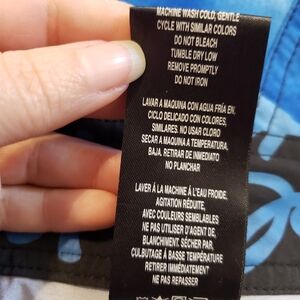 MACHINE WASH COLD, GENTLE
CYCLE WITH SIMILAR COLORS
DO NOT BLEACH
TUMBLE DRY LOW
REMOVE PROMPTLY
DO NOT IRON
LAVAR A MAQUINA CON AGUA FRÍA EN,
CICLO DELICADO CON COLORES,
SIMILARES. NO USAR CLORO
SECAR A MAQUINA A TEMPERATURA,
BAJA. RETIRAR DE INMEDIATO
NO PLANCHAR
LAVER À LA MACHINE À L'EAU FROIDE.
AGITATION RÉDUITE,
AVEC COULEURS SEMBLABLES
NE PAS UTILISER D'AGENT DE,
BLANCHIMENT. SÉCHER PAR,
CULBUTAGE À BASSE TEMPÉRATURE
RETIRER IMMÉDIATEMENT
NE PAS REPASSER